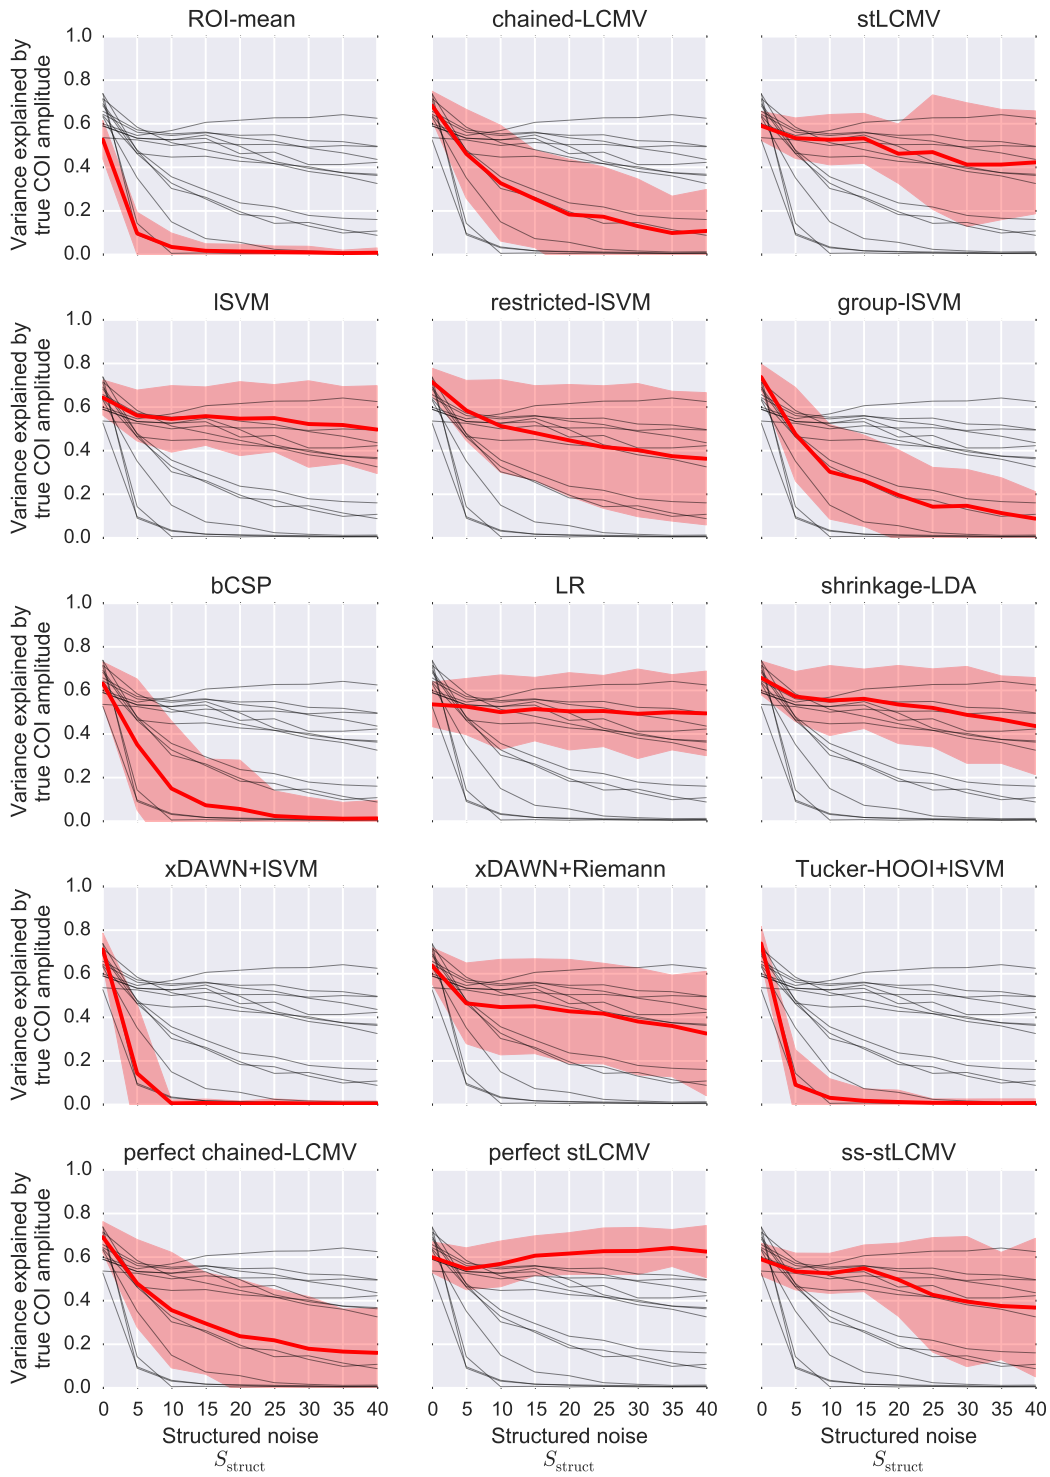 ROI-mean
chained-LCMV
stLCMV
Variance explained by
true COI amplitude
1.0
0.8
0.6
0.4
0.2
0.0
lSVM
restricted-lSVM
group-lSVM
Variance explained by
true COI amplitude
1.0
0.8
0.6
0.4
0.2
0.0
bCSP
LR
shrinkage-LDA
Variance explained by
true COI amplitude
1.0
0.8
0.6
0.4
0.2
0.0
xDAWN+lSVM
xDAWN+Riemann
Tucker-HOOI+lSVM
Variance explained by
true COI amplitude
1.0
0.8
0.6
0.4
0.2
0.0
perfect chained-LCMV
perfect stLCMV
ss-stLCMV
Variance explained by
true COI amplitude
1.0
0.8
0.6
0.4
0.2
0.0
0 5 10 15 20 25 30 35 40
0 5 10 15 20 25 30 35 40
0 5 10 15 20 25 30 35 40
Structured noise
S_struct
Structured noise
S_struct
Structured noise
S_struct